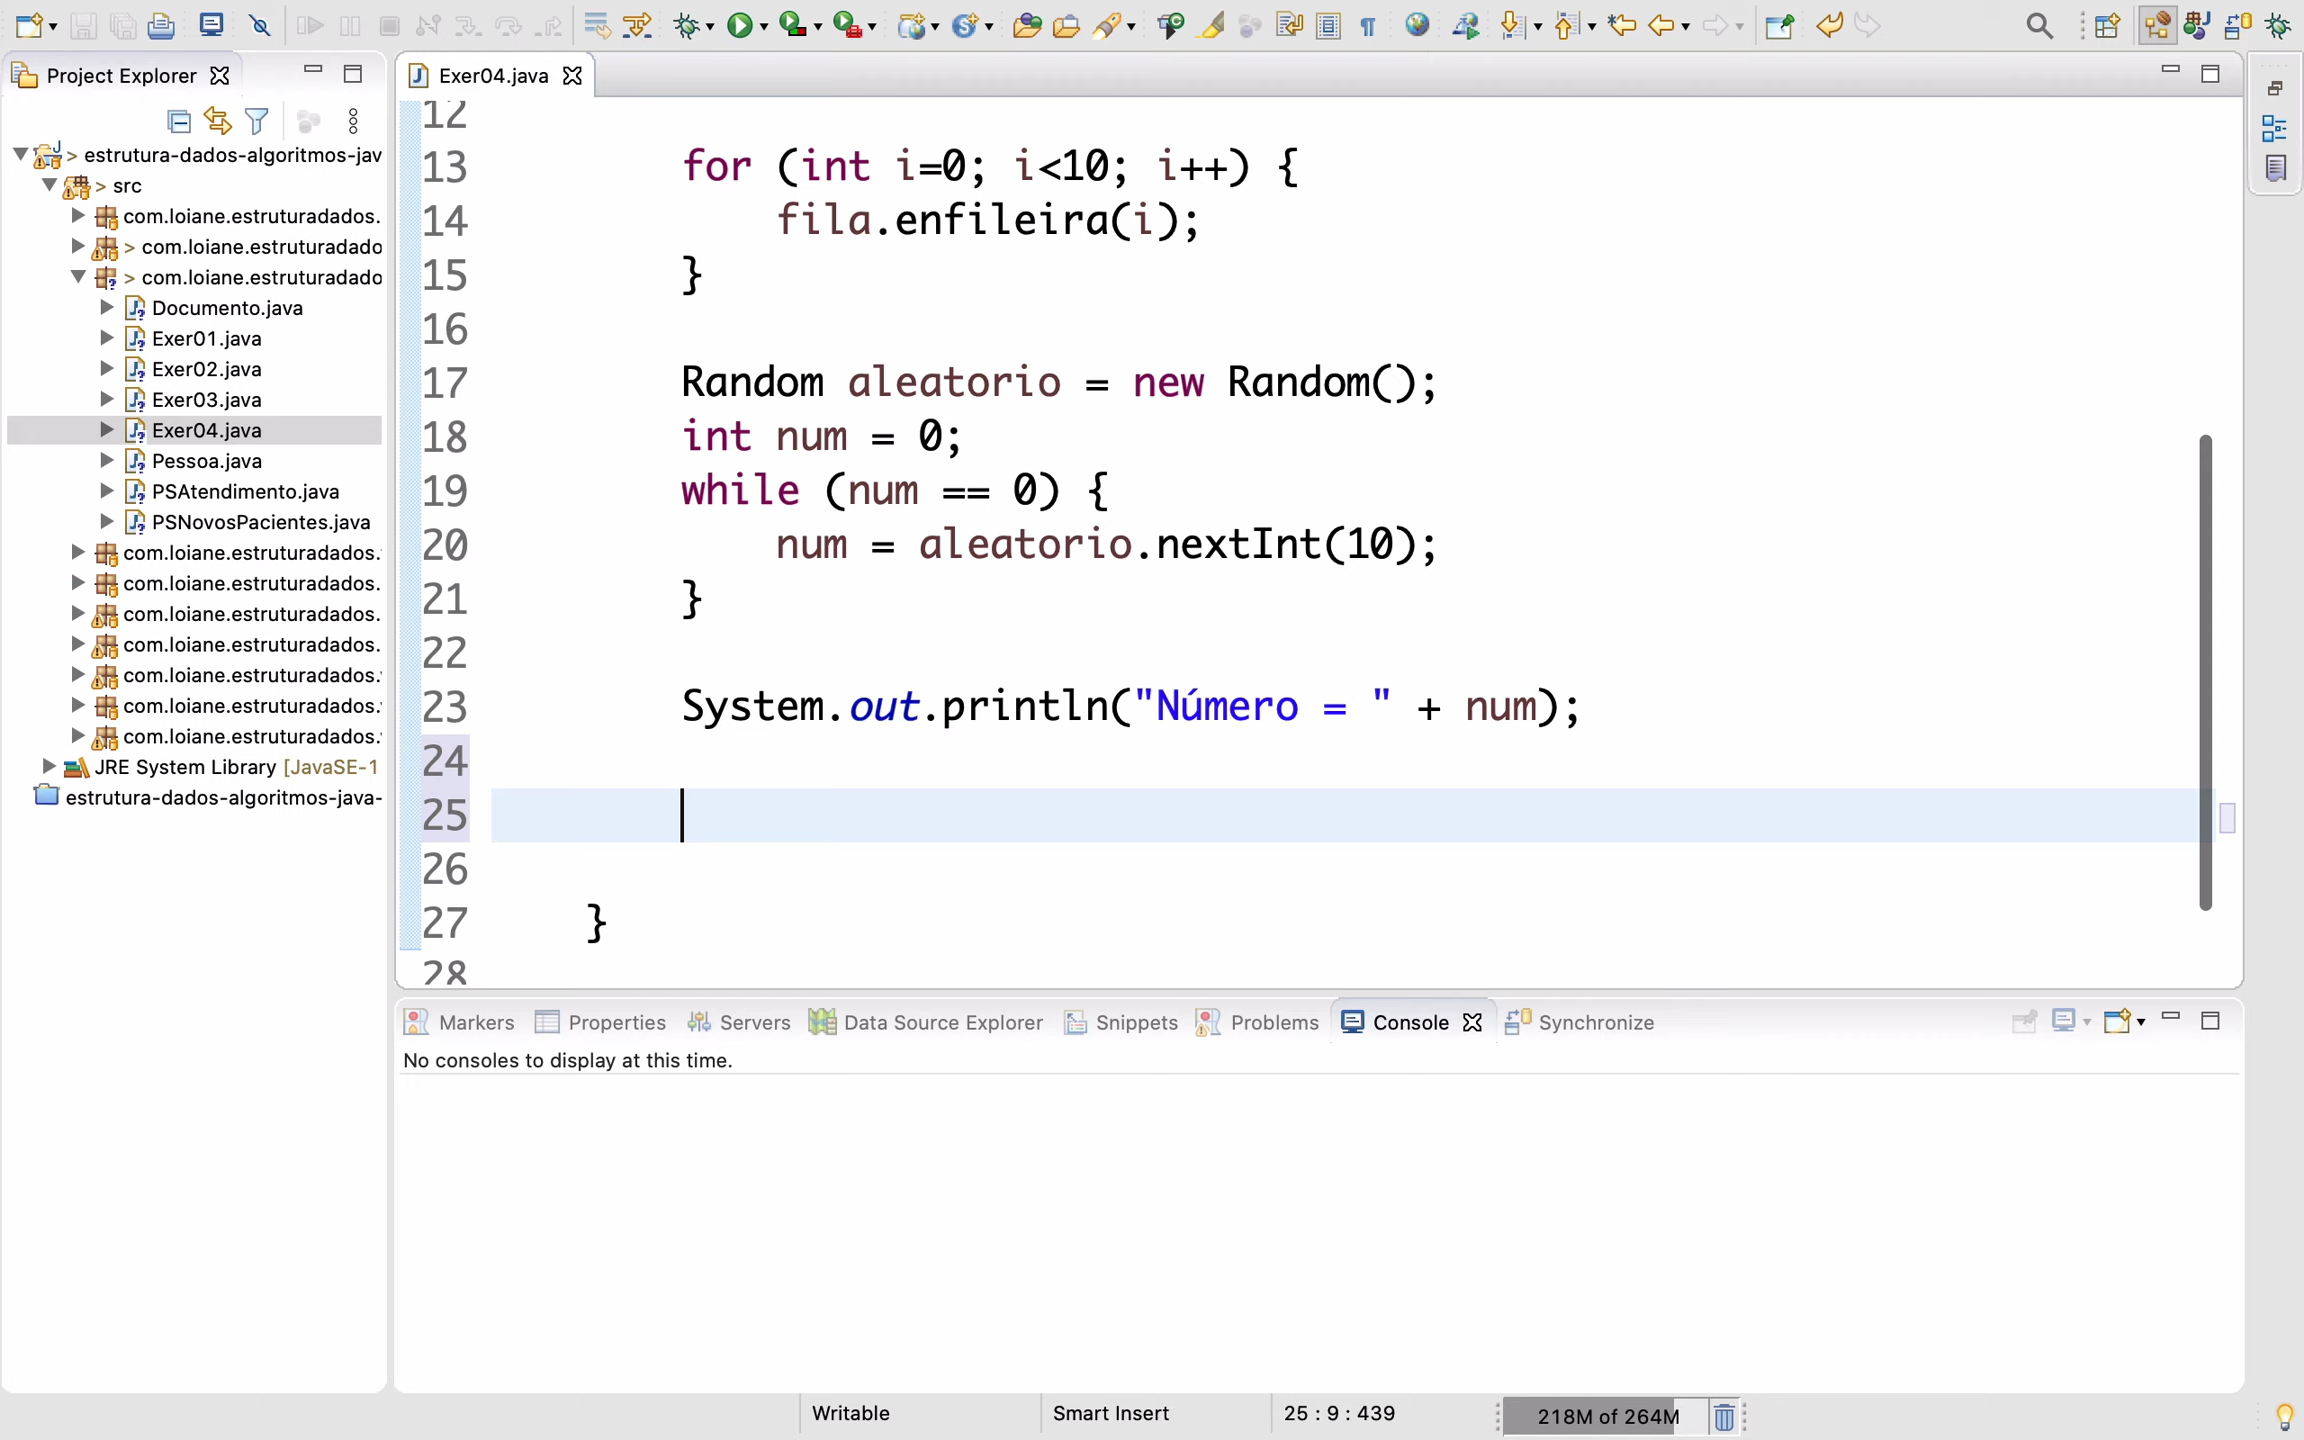 Project Explorer
> estrutura-dados-algoritmos-jav
> src
com.loiane.estruturados.
> com.loiane.estruturadado
> com.loiane.estruturadado
Documento.java
Exer01.java
Exer02.java
Exer03.java
Exer04.java
Pessoa.java
PSAtendimento.java
PSNovosPacientes.java
com.loiane.estruturadados.
com.loiane.estruturadados.
com.loiane.estruturadados.
com.loiane.estruturadados.
com.loiane.estruturadados.
com.loiane.estruturadados.
com.loiane.estruturadados.
JRE System Library [JavaSE-1
estrutura-dados-algoritmos-java-
Exer04.java
12
13 for (int i=0; i<10; i++) {
14 fila.enfileira(i);
15 }
16
17 Random aleatorio = new Random();
18 int num = 0;
19 while (num == 0) {
20 num = aleatorio.nextInt(10);
21 }
22
23 System.out.println("Número = " + num);
24
25
26
27 }
28
Markers Properties Servers Data Source Explorer Snippets Problems Console Synchronize
No consoles to display at this time.
Writable Smart Insert 25 : 9 : 439 218M of 264M